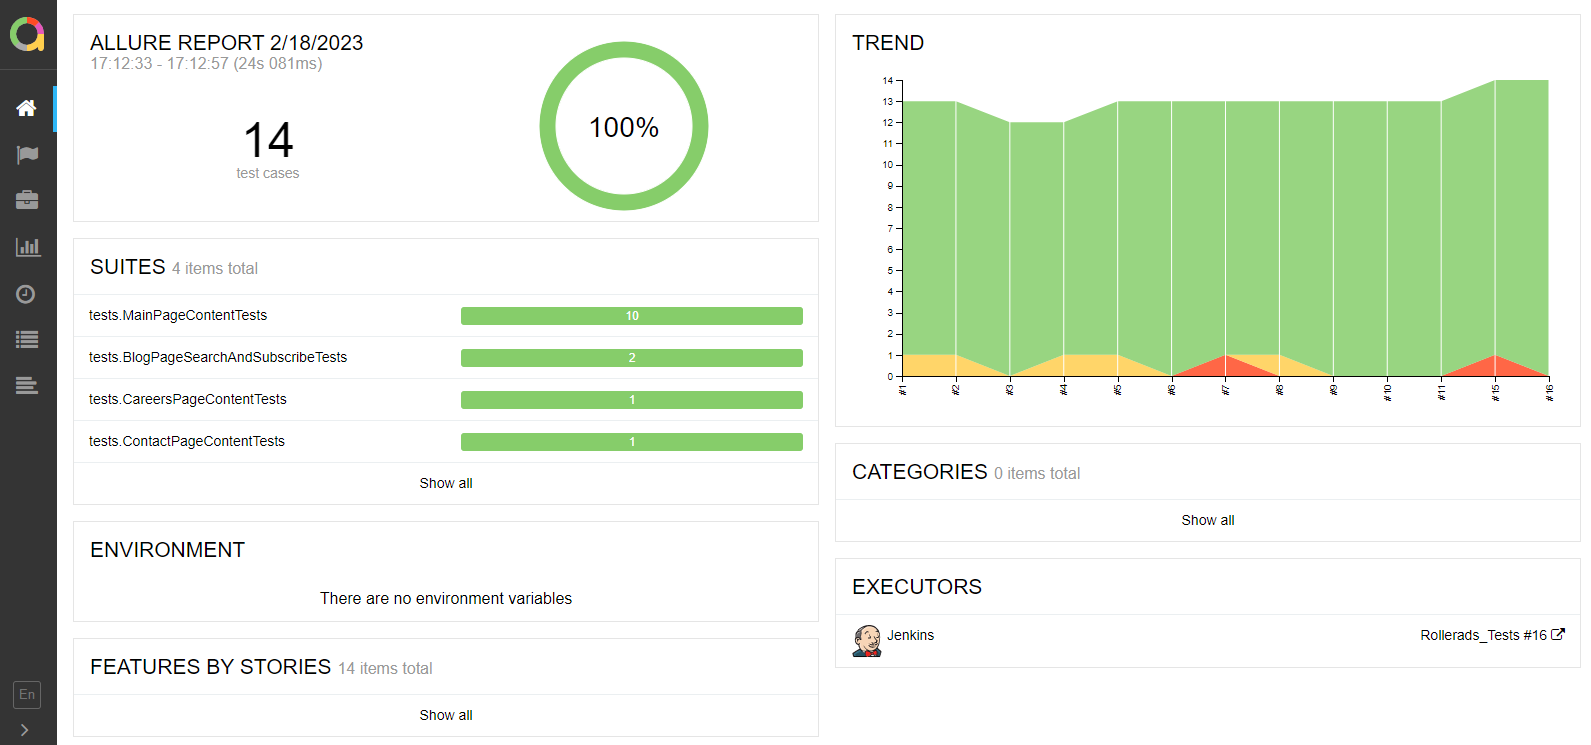 ALLURE REPORT 2/18/2023
17:12:33 - 17:12:57 (24s 081ms)
14
test cases
100%
SUITES 4 items total
tests.MainPageContentTests 10
tests.BlogPageSearchAndSubscribeTests 2
tests.CareersPageContentTests 1
tests.ContactPageContentTests 1
Show all
ENVIRONMENT
There are no environment variables
FEATURES BY STORIES 14 items total
Show all
En
TREND
14
13
12
11
10
9
8
7
6
5
4
3
2
1
0
#1 #2 #3 #4 #5 #6 #7 #8 #9 #10 #11 #15 #16
CATEGORIES 0 items total
Show all
EXECUTORS
Jenkins Rollerads_Tests #16